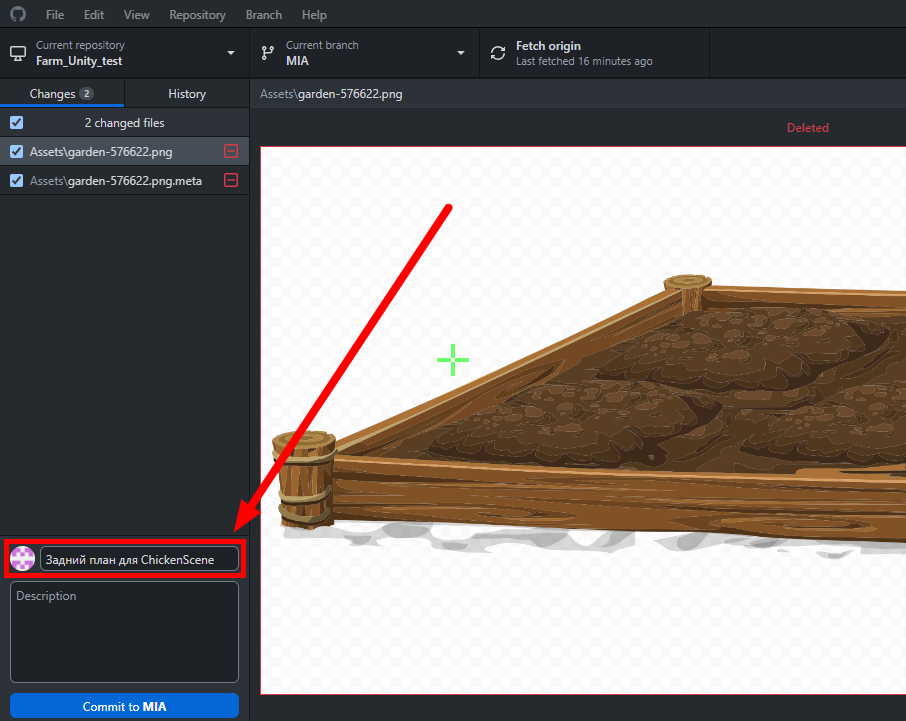 File Edit View Repository Branch Help
Current repository
Farm_Unity_test
Current branch
MIA
Fetch origin
Last fetched 16 minutes ago
Changes 2
History
Assets\garden-576622.png
2 changed files
Deleted
Assets\garden-576622.png
Assets\garden-576622.png.meta
Задний план для ChickenScene
Description
Commit to MIA